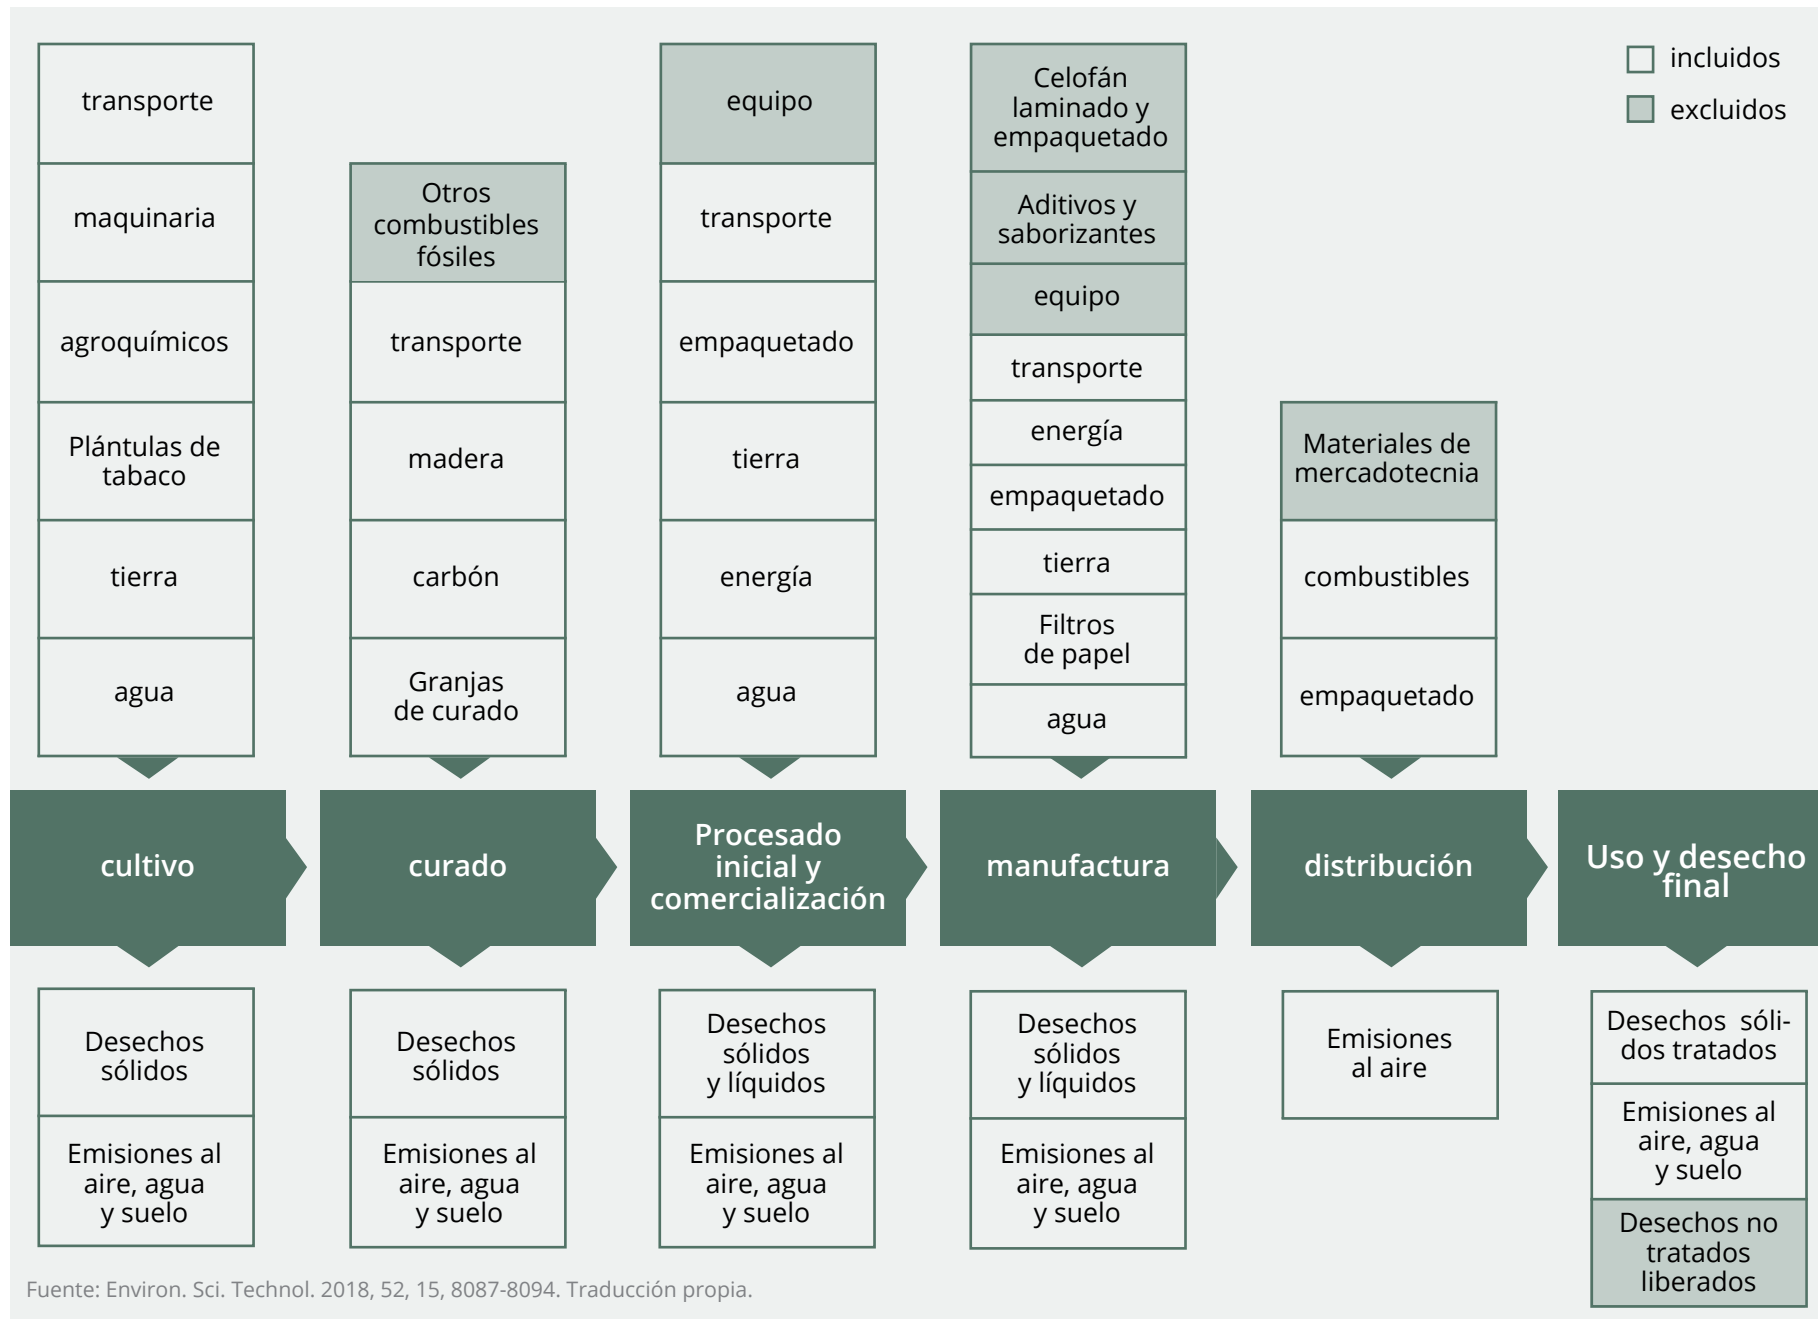 transporte
maquinaria
agroquímicos
Plántulas de
tabaco
tierra
agua
Otros
combustibles
fósiles
transporte
madera
carbón
Granjas
de curado
equipo
transporte
empaquetado
tierra
energía
agua
Celofán
laminado y
empaquetado
Aditivos y
saborizantes
equipo
transporte
energía
empaquetado
tierra
Filtros
de papel
agua
Materiales de
mercadotecnia
combustibles
empaquetado
incluidos
excluidos
cultivo
curado
Procesado
inicial y
comercialización
manufactura
distribución
Uso y desecho
final
Desechos
sólidos
Emisiones al
aire, agua
y suelo
Desechos
sólidos
Emisiones al
aire, agua
y suelo
Desechos
sólidos
y líquidos
Emisiones al
aire, agua
y suelo
Desechos
sólidos
y líquidos
Emisiones al
aire, agua
y suelo
Emisiones
al aire
Desechos sóli-
dos tratados
Emisiones al
aire, agua
y suelo
Desechos no
tratados
liberados
Fuente: Environ. Sci. Technol. 2018, 52, 15, 8087-8094. Traducción propia.